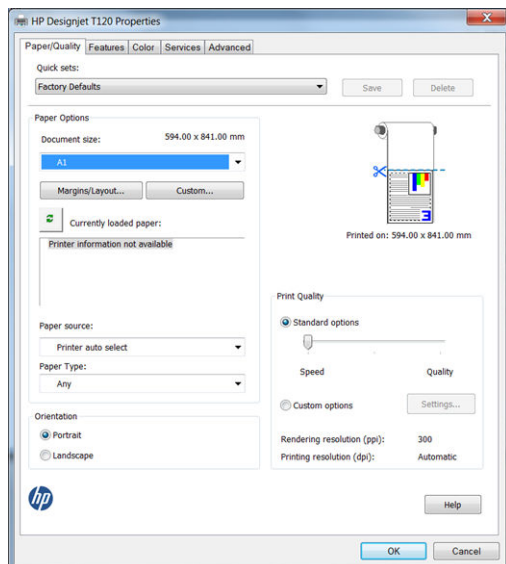 HP Designjet T120 Properties
Paper/Quality Features Color Services Advanced
Quick sets:
Factory Defaults
Save Delete
Paper Options
Document size: 594.00 x 841.00 mm
A1
Margins/Layout... Custom...
Currently loaded paper:
Printer information not available
Printed on: 594.00 x 841.00 mm
Paper source:
Printer auto select
Paper Type:
Any
Print Quality
Standard options
Speed Quality
Custom options Settings...
Rendering resolution (ppi): 300
Printing resolution (dpi): Automatic
Orientation
Portrait
Landscape
hp
Help
OK Cancel